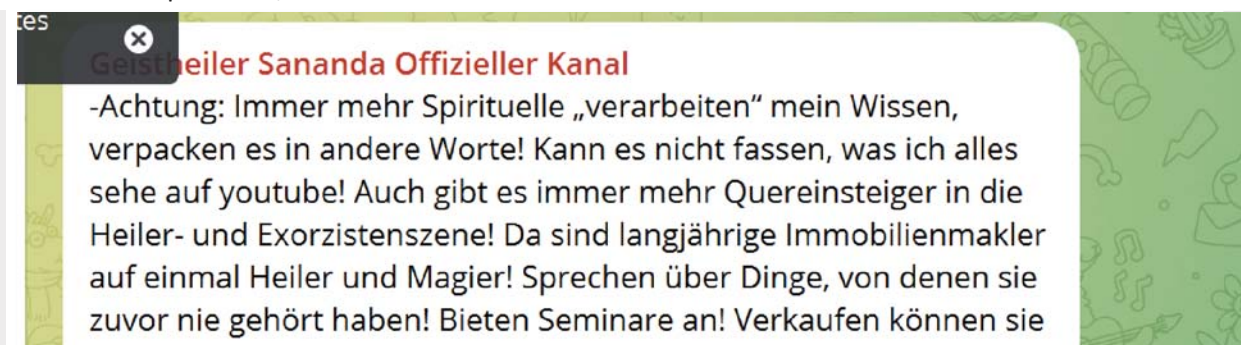 tes
Geistheiler Sananda Offizieller Kanal
-Achtung: Immer mehr Spirituelle „verarbeiten“ mein Wissen,
verpacken es in andere Worte! Kann es nicht fassen, was ich alles
sehe auf youtube! Auch gibt es immer mehr Quereinsteiger in die
Heiler- und Exorzistenszene! Da sind langjährige Immobilienmakler
auf einmal Heiler und Magier! Sprechen über Dinge, von denen sie
zuvor nie gehört haben! Bieten Seminare an! Verkaufen können sie